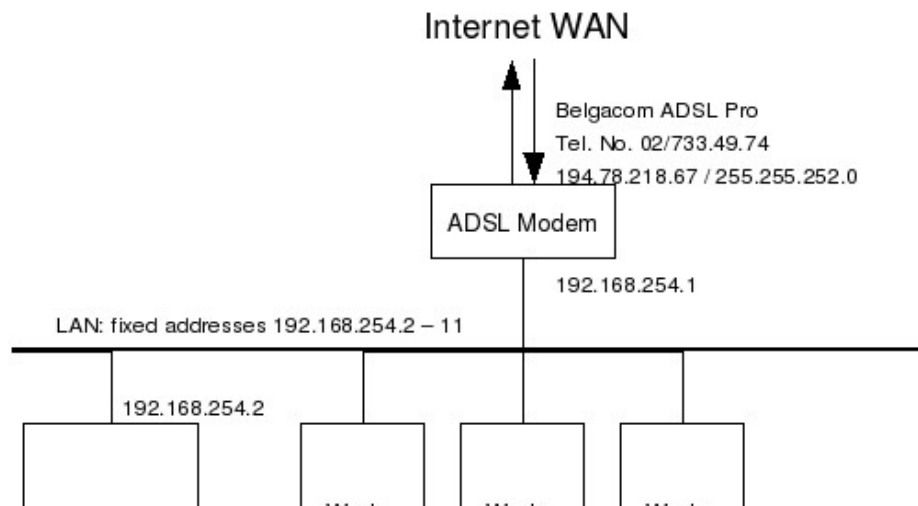 Internet WAN
Belgacom ADSL Pro
Tel. No. 02/733.49.74
194.78.218.67 / 255.255.252.0
ADSL Modem
192.168.254.1
LAN: fixed addresses 192.168.254.2 – 11
192.168.254.2